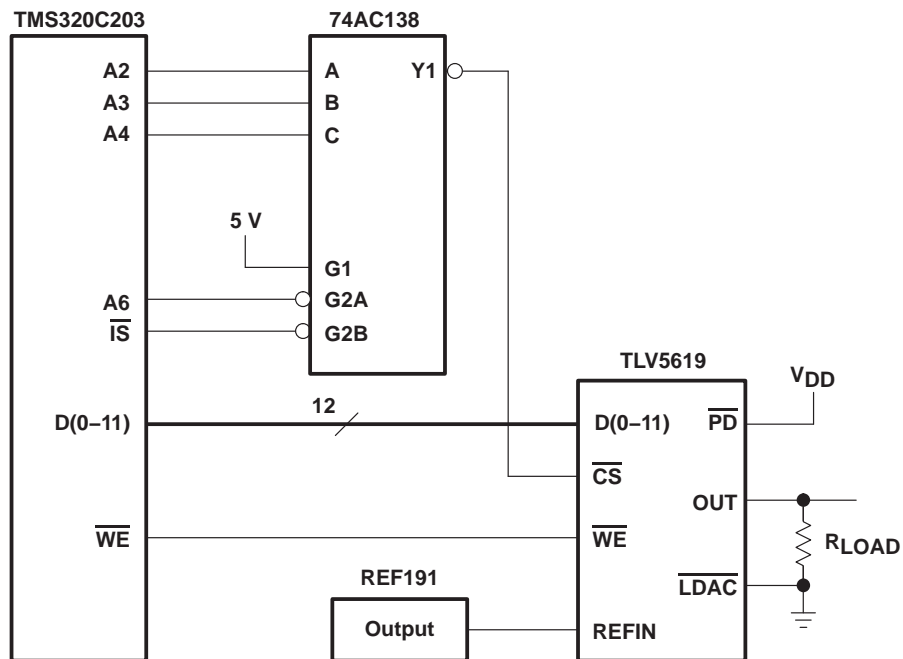 TMS320C203
74AC138
A2
A
Y1
A3
B
A4
C
5 V
G1
A6
G2A
IS
G2B
TLV5619
VDD
12
D(0–11)
D(0–11)
PD
CS
OUT
WE
WE
RLOAD
REF191
LDAC
Output
REFIN